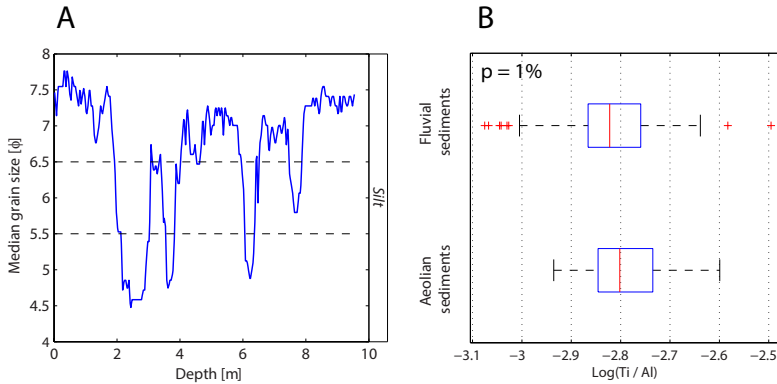 A
8
7.5
7
6.5
6
5.5
5
4.5
4
Median grain size [ϕ]
0
2
4
6
8
10
Depth [m]
Silt
B
p = 1%
Fluvial
sediments
Aeolian
sediments
−3.1
−3
−2.9
−2.8
−2.7
−2.6
−2.5
Log(Ti / Al)